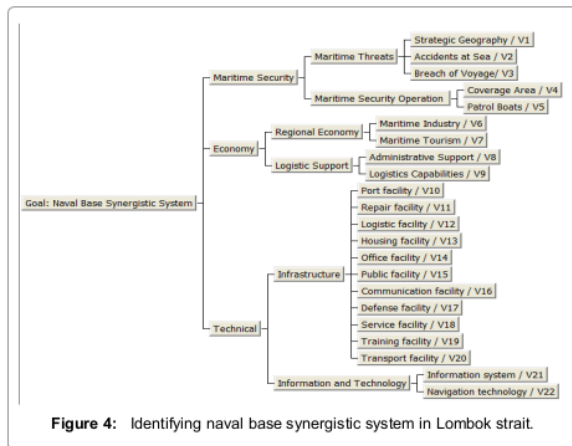 Strategic Geography / V1
Maritime Threats
Accidents at Sea / V2
Breach of Voyage/ V3
Maritime Security
Coverage Area / V4
Maritime Security Operation
Patrol Boats / V5
Maritime Industry / V6
Regional Economy
Maritime Tourism / V7
Economy
Administrative Support / V8
Logistic Support
Logistics Capabilities / V9
Goal: Naval Base Synergistic System
Port facility / V10
Repair facility / V11
Logistic facility / V12
Housing facility / V13
Office facility / V14
Infrastructure
Public facility / V15
Communication facility / V16
Defense facility / V17
Technical
Service facility / V18
Training facility / V19
Transport facility / V20
Information system / V21
Information and Technology
Navigation technology / V22
Figure 4: Identifying naval base synergistic system in Lombok strait.